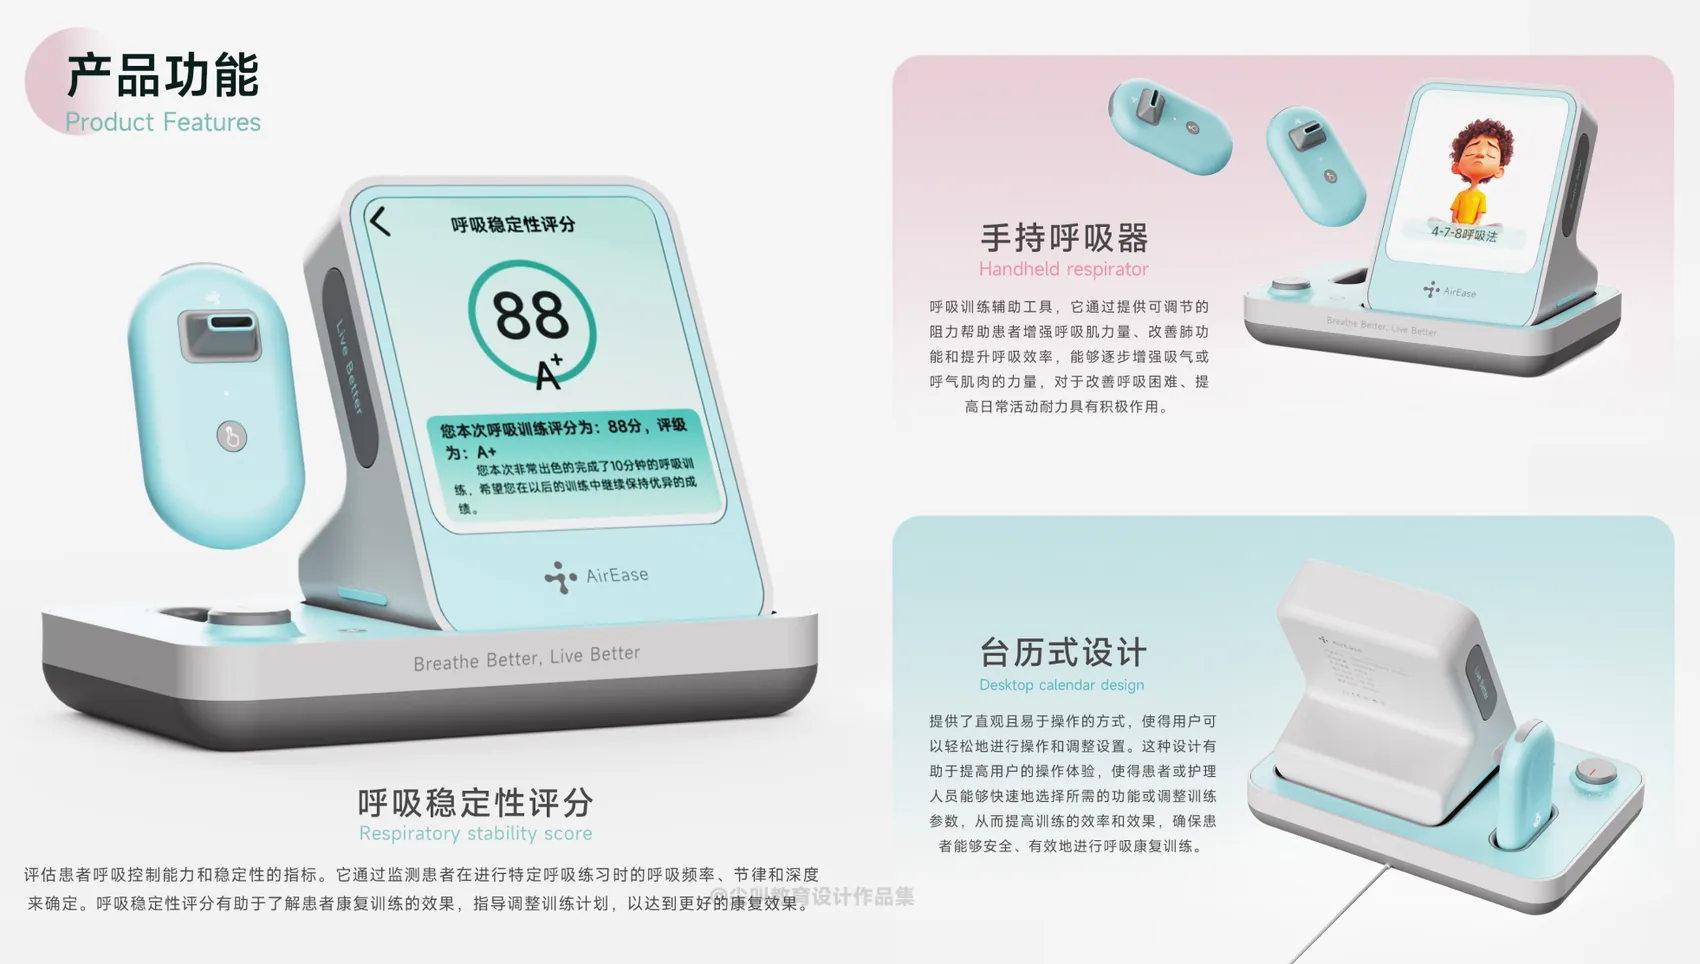 产品功能
Product Features
呼吸稳定性评分
88
A+
您本次呼吸训练评分为：88分，评级
为：A+
您本次非常出色的完成了10分钟的呼吸训
练，希望您在以后的训练中继续保持优异的成
绩。
AirEase
Live Better
Breathe Better, Live Better
呼吸稳定性评分
Respiratory stability score
评估患者呼吸控制能力和稳定性的指标。它通过监测患者在进行特定呼吸练习时的呼吸频率、节律和深度
来确定。呼吸稳定性评分有助于了解患者康复训练的效果，指导调整训练计划，以达到更好的康复效果。
@尖叫教育设计作品集
手持呼吸器
Handheld respirator
呼吸训练辅助工具，它通过提供可调节的
阻力帮助患者增强呼吸肌力量、改善肺功
能和提升呼吸效率，能够逐步增强吸气或
呼气肌肉的力量，对于改善呼吸困难、提
高日常活动耐力具有积极作用。
4-7-8呼吸法
AirEase
Breathe Better, Live Better
台历式设计
Desktop calendar design
提供了直观且易于操作的方式，使得用户可
以轻松地进行操作和调整设置。这种设计有
助于提高用户的操作体验，使得患者或护理
人员能够快速地选择所需的功能或调整训练
参数，从而提高训练的效率和效果，确保患
者能够安全、有效地进行呼吸康复训练。
AirEase
Live Better